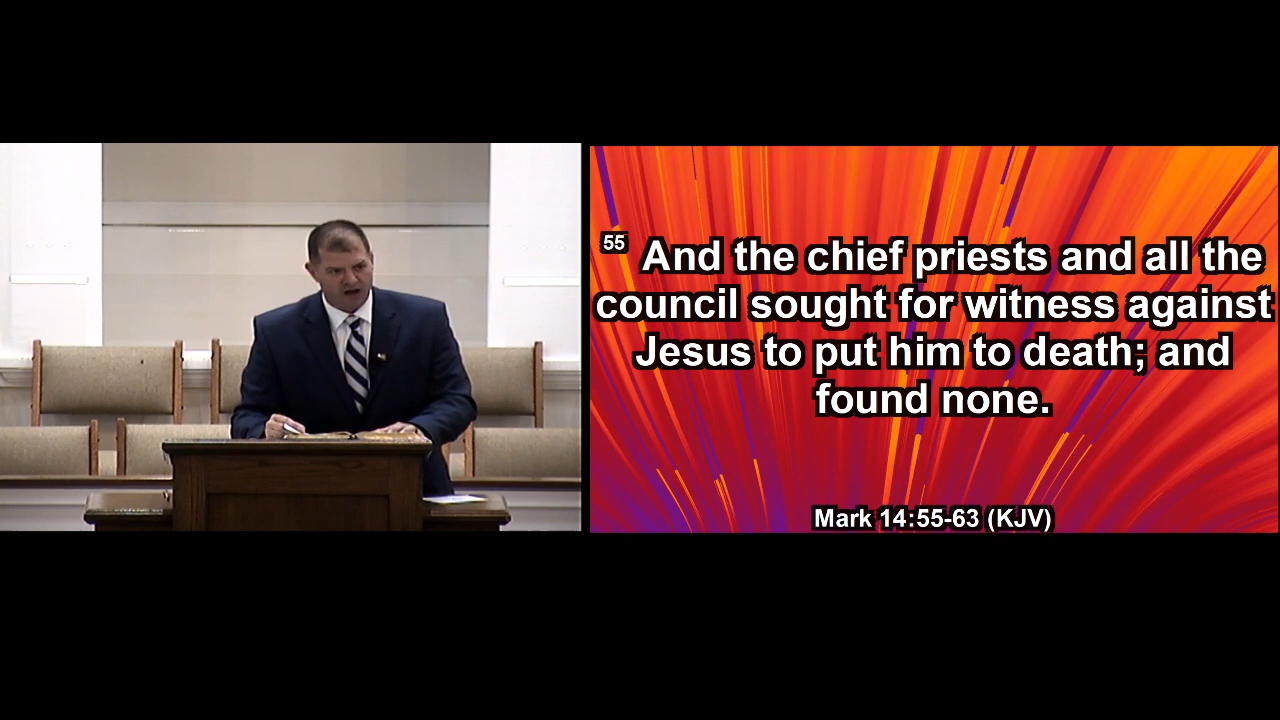 55 And the chief priests and all the
council sought for witness against
Jesus to put him to death; and
found none.
Mark 14:55-63 (KJV)